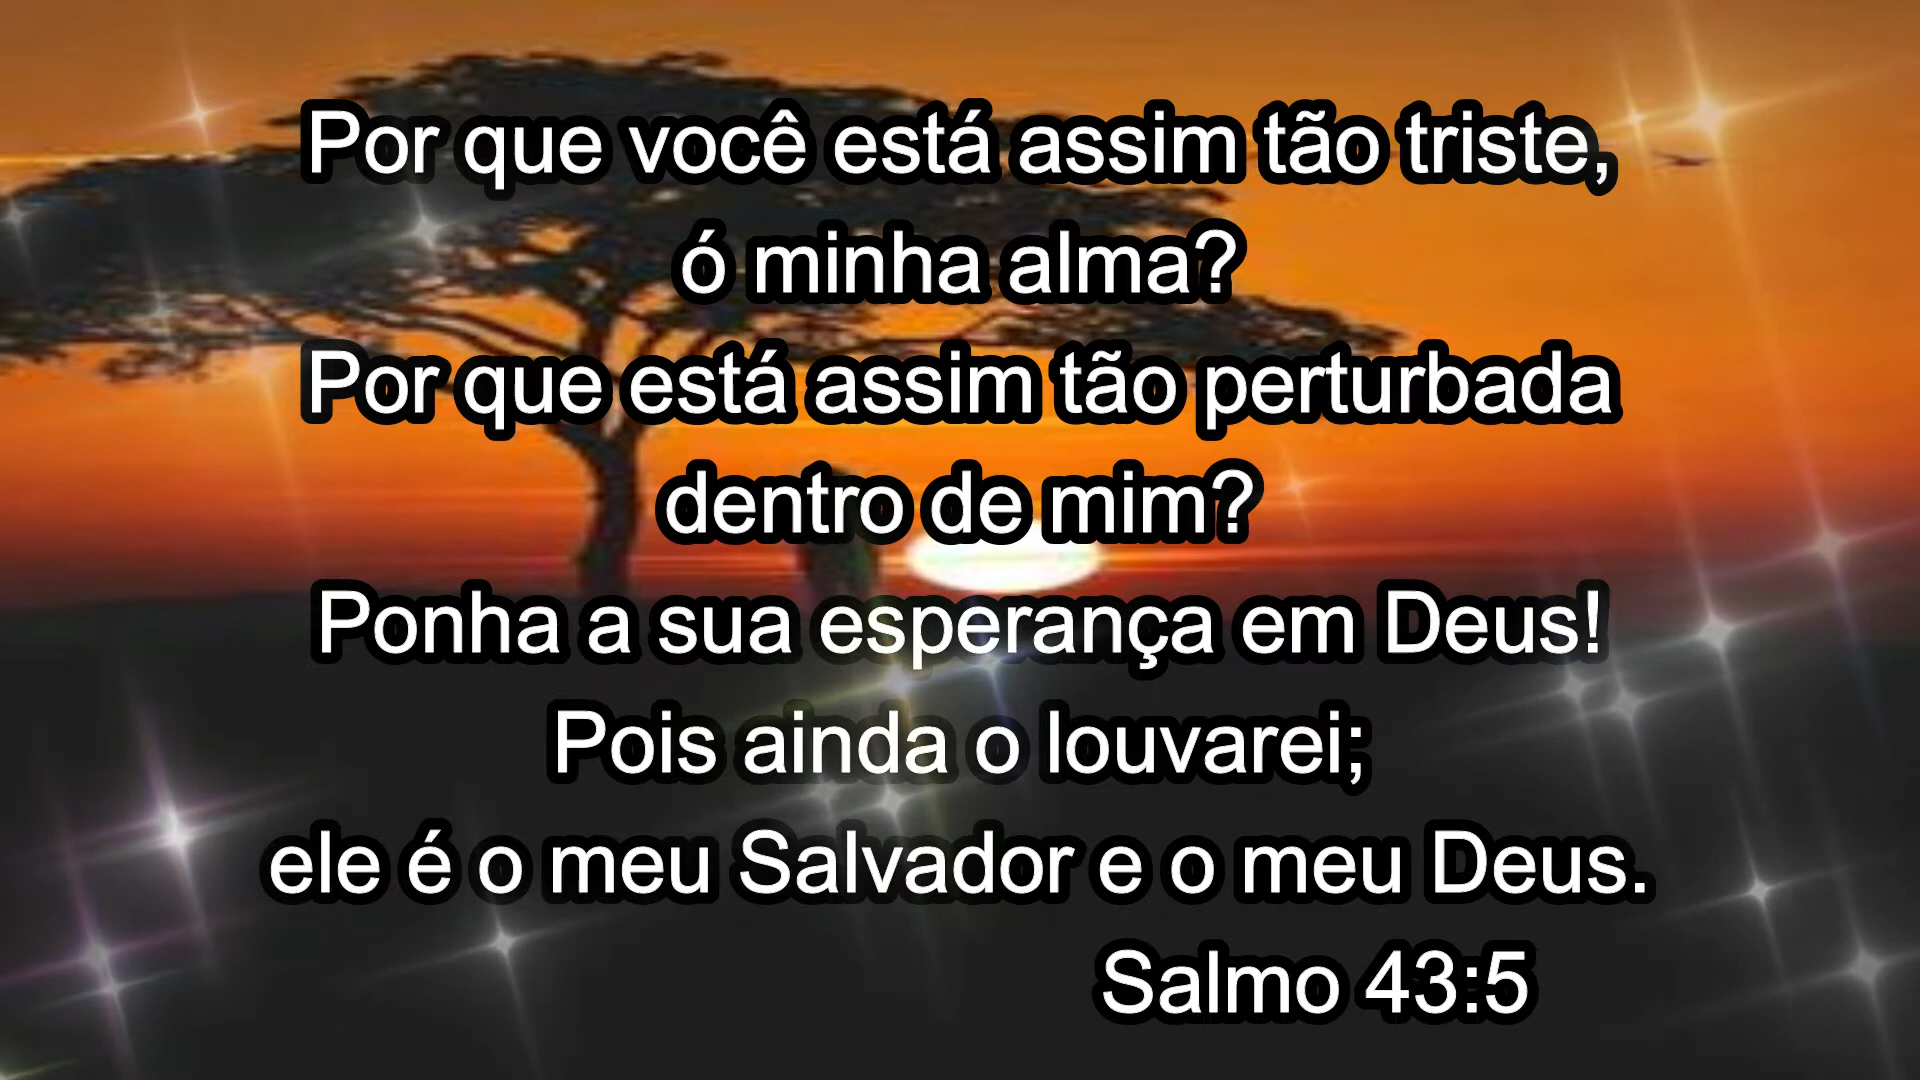 Por que você está assim tão triste,
ó minha alma?
Por que está assim tão perturbada
dentro de mim?
Ponha a sua esperança em Deus!
Pois ainda o louvarei;
ele é o meu Salvador e o meu Deus.
Salmo 43:5